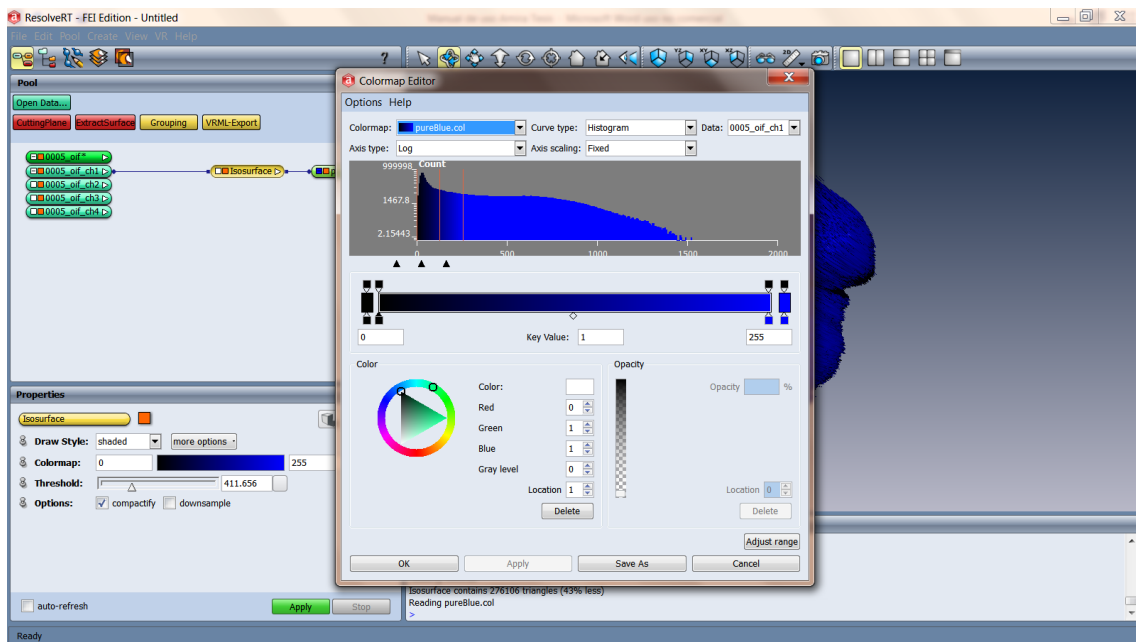 ResolveRT - FEI Edition - Untitled
File Edit Pool Create View VR Help
?
YZ XY XZ 2D
Pool
Open Data...
CuttingPlane ExtractSurface Grouping VRML-Export
0005_oif*
0005_oif_ch1 Isosurface
0005_oif_ch2
0005_oif_ch3
0005_oif_ch4
Properties
Isosurface
Draw Style: shaded more options
Colormap: 0 255
Threshold: 411.656
Options: compactify downsample
auto-refresh Apply Stop
Ready
Colormap Editor
Options Help
Colormap: pureBlue.col Curve type: Histogram Data: 0005_oif_ch1
Axis type: Log Axis scaling: Fixed
999998 Count
1467.8
2.15443
0 500 1000 1500 2000
0 Key Value: 1 255
Color Opacity
Color: Opacity %
Red 0
Green 1
Blue 1
Gray level 0
Location 1 Location 0
Delete Delete
Adjust range
OK Apply Save As Cancel
Isosurface contains 276106 triangles (43% less)
Reading pureBlue.col
>